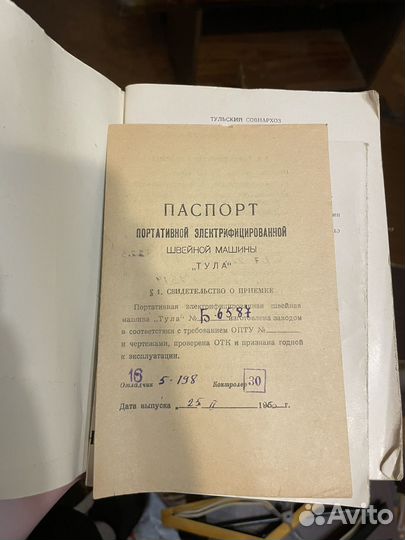 ТУЛЬСКИЙ СОВНАРХОЗ
ПАСПОРТ
ПОРТАТИВНОЙ ЭЛЕКТРИФИЦИРОВАННОЙ
ШВЕЙНОЙ МАШИНЫ
„ТУЛА"
§ 1. СВИДЕТЕЛЬСТВО О ПРИЕМКЕ
Портативная электрифицированная швейная
машина „Тула" № Б-6587 изготовлена заводом
в соответствии с требованием ОПТУ №
и чертежами, проверена ОТК и признана годной
к эксплуатации.
16
Отладчик 5-198 Контролер 30
Дата выпуска „ 25 II 196 г.
Avito